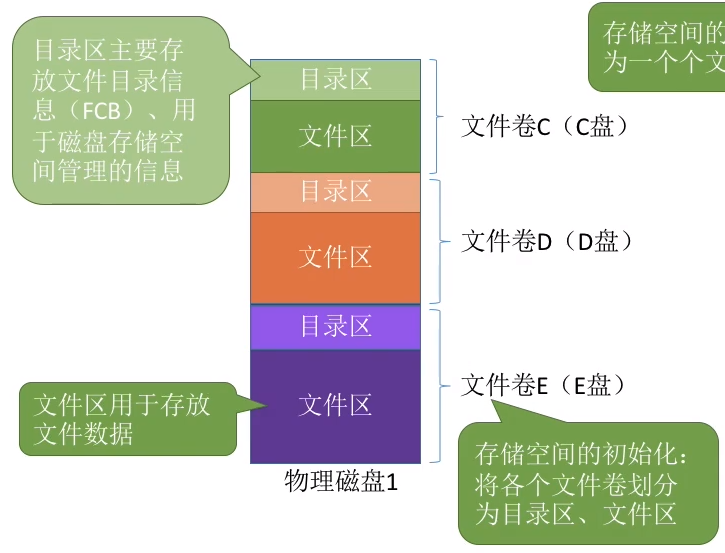 存储空间的
为一个个文
目录区主要存
放文件目录信
息（FCB）、用
于磁盘存储空
间管理的信息
目录区
文件区
文件卷C（C盘）
目录区
文件区
文件卷D（D盘）
目录区
文件区
文件卷E（E盘）
文件区用于存放
文件数据
存储空间的初始化：
将各个文件卷划分
为目录区、文件区
物理磁盘1